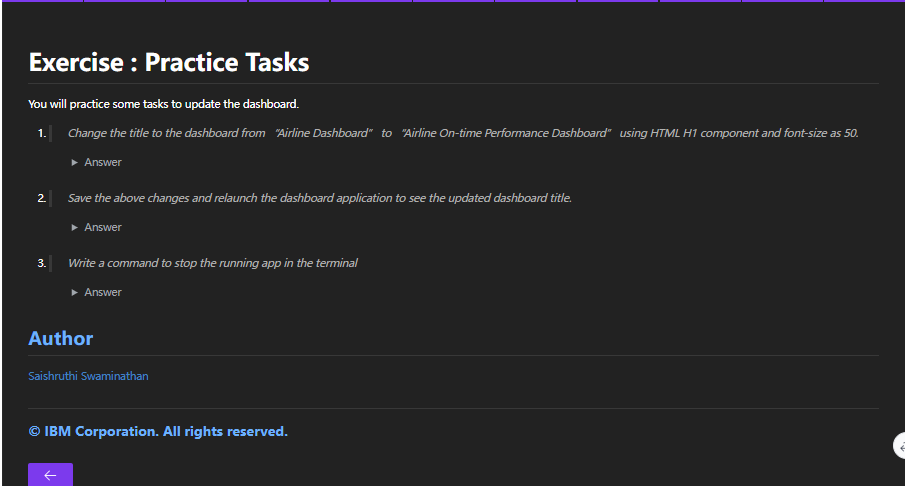 Exercise : Practice Tasks
You will practice some tasks to update the dashboard.
1. Change the title to the dashboard from “Airline Dashboard” to “Airline On-time Performance Dashboard” using HTML H1 component and font-size as 50.
► Answer
2. Save the above changes and relaunch the dashboard application to see the updated dashboard title.
► Answer
3. Write a command to stop the running app in the terminal
► Answer
Author
Saishruthi Swaminathan
© IBM Corporation. All rights reserved.